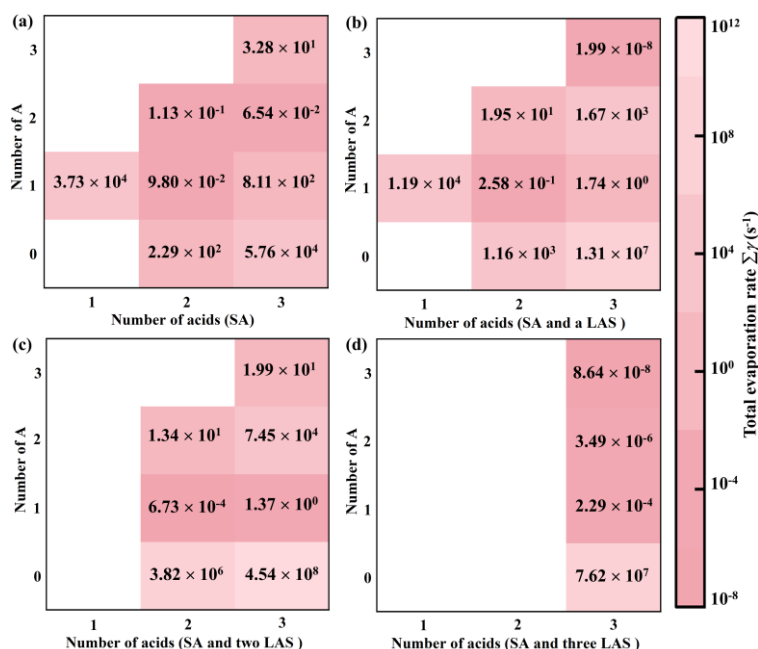 (a)
3
3.28 × 10¹
2
1.13 × 10⁻¹ 6.54 × 10⁻²
1
3.73 × 10⁴ 9.80 × 10⁻² 8.11 × 10²
0
2.29 × 10² 5.76 × 10⁴
1 2 3
Number of A
Number of acids (SA)
(b)
3
1.99 × 10⁻⁸
2
1.95 × 10¹ 1.67 × 10³
1
1.19 × 10⁴ 2.58 × 10⁻¹ 1.74 × 10⁰
0
1.16 × 10³ 1.31 × 10⁷
1 2 3
Number of A
Number of acids (SA and a LAS )
(c)
3
1.99 × 10¹
2
1.34 × 10¹ 7.45 × 10⁴
1
6.73 × 10⁻⁴ 1.37 × 10⁰
0
3.82 × 10⁶ 4.54 × 10⁸
1 2 3
Number of A
Number of acids (SA and two LAS )
(d)
3
8.64 × 10⁻⁸
2
3.49 × 10⁻⁶
1
2.29 × 10⁻⁴
0
7.62 × 10⁷
1 2 3
Number of A
Number of acids (SA and three LAS )
10¹²
10⁸
10⁴
10⁰
10⁻⁴
10⁻⁸
Total evaporation rate ∑γ (s⁻¹)